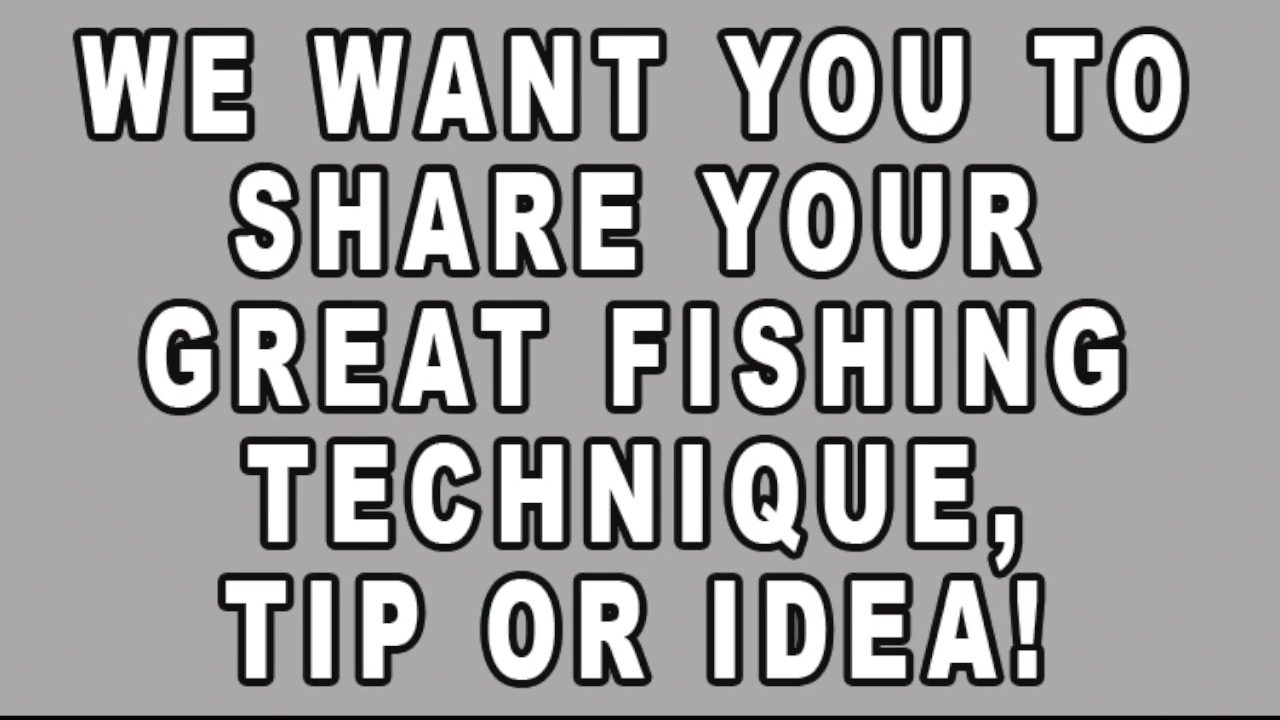 WE WANT YOU TO
SHARE YOUR
GREAT FISHING
TECHNIQUE,
TIP OR IDEA!